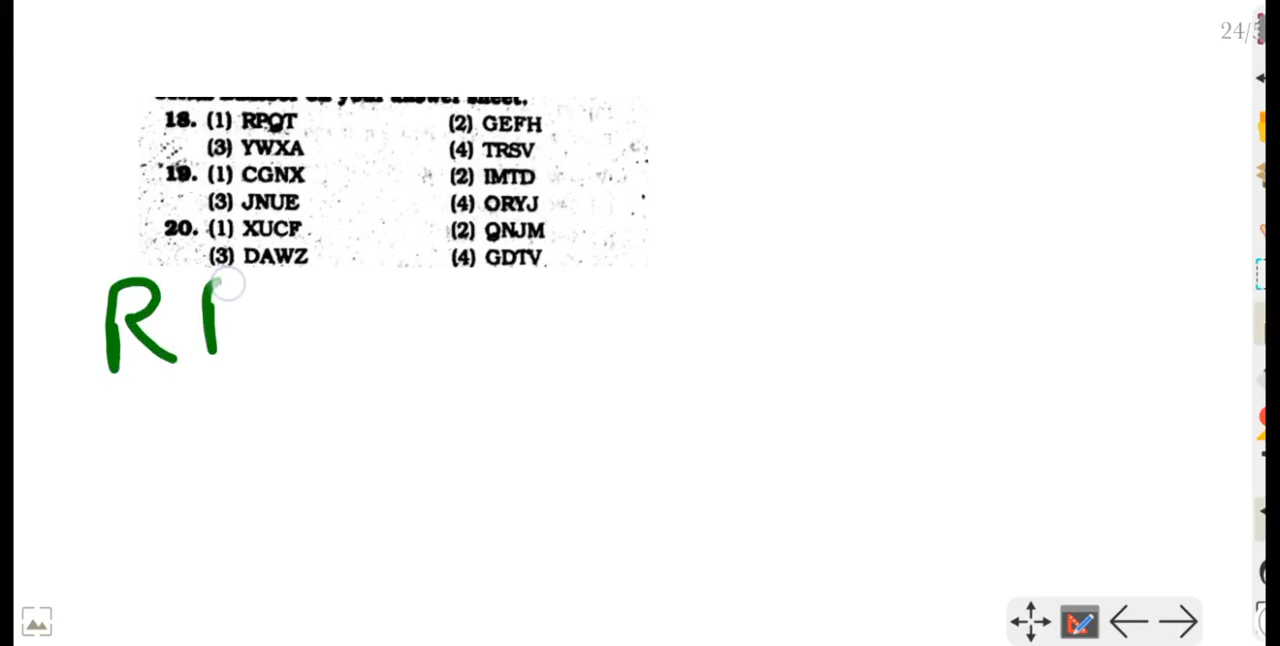 24/
18. (1) RPQT (2) GEFH
(3) YWXA (4) TRSV
19. (1) CGNX (2) IMTD
(3) JNUE (4) ORYJ
20. (1) XUCF (2) QNJM
(3) DAWZ (4) GDTV
R